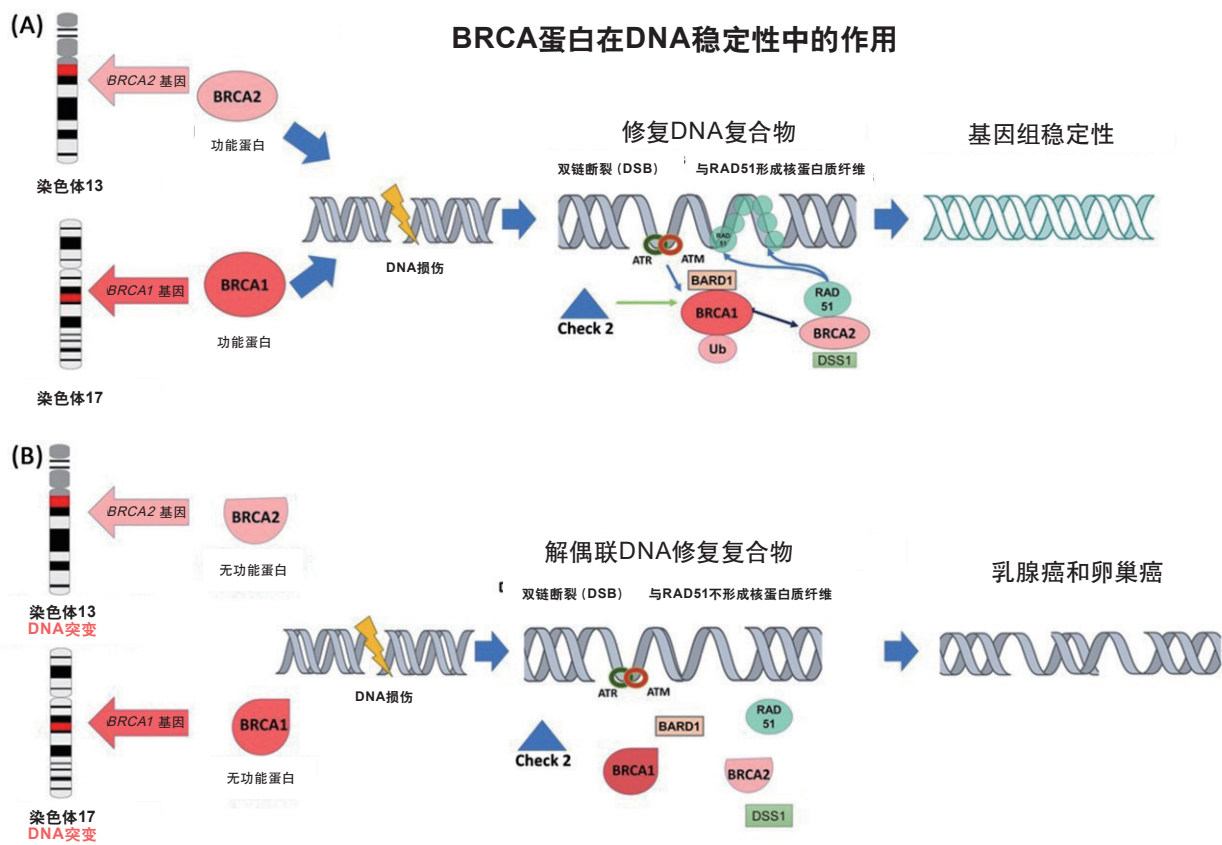 (A)
BRCA蛋白在DNA稳定性中的作用
BRCA2 基因
BRCA2
功能蛋白
染色体13
修复DNA复合物
基因组稳定性
双链断裂 (DSB)
与RAD51形成核蛋白质纤维
DNA损伤
RAD
51
ATR
ATM
BRCA1 基因
BRCA1
功能蛋白
染色体17
BARD1
Check 2
BRCA1
Ub
RAD
51
BRCA2
DSS1
(B)
BRCA2 基因
BRCA2
无功能蛋白
染色体13
DNA突变
解偶联DNA修复复合物
乳腺癌和卵巢癌
双链断裂 (DSB)
与RAD51不形成核蛋白质纤维
DNA损伤
ATR
ATM
BRCA1 基因
BRCA1
无功能蛋白
染色体17
DNA突变
BARD1
RAD
51
Check 2
BRCA1
BRCA2
DSS1